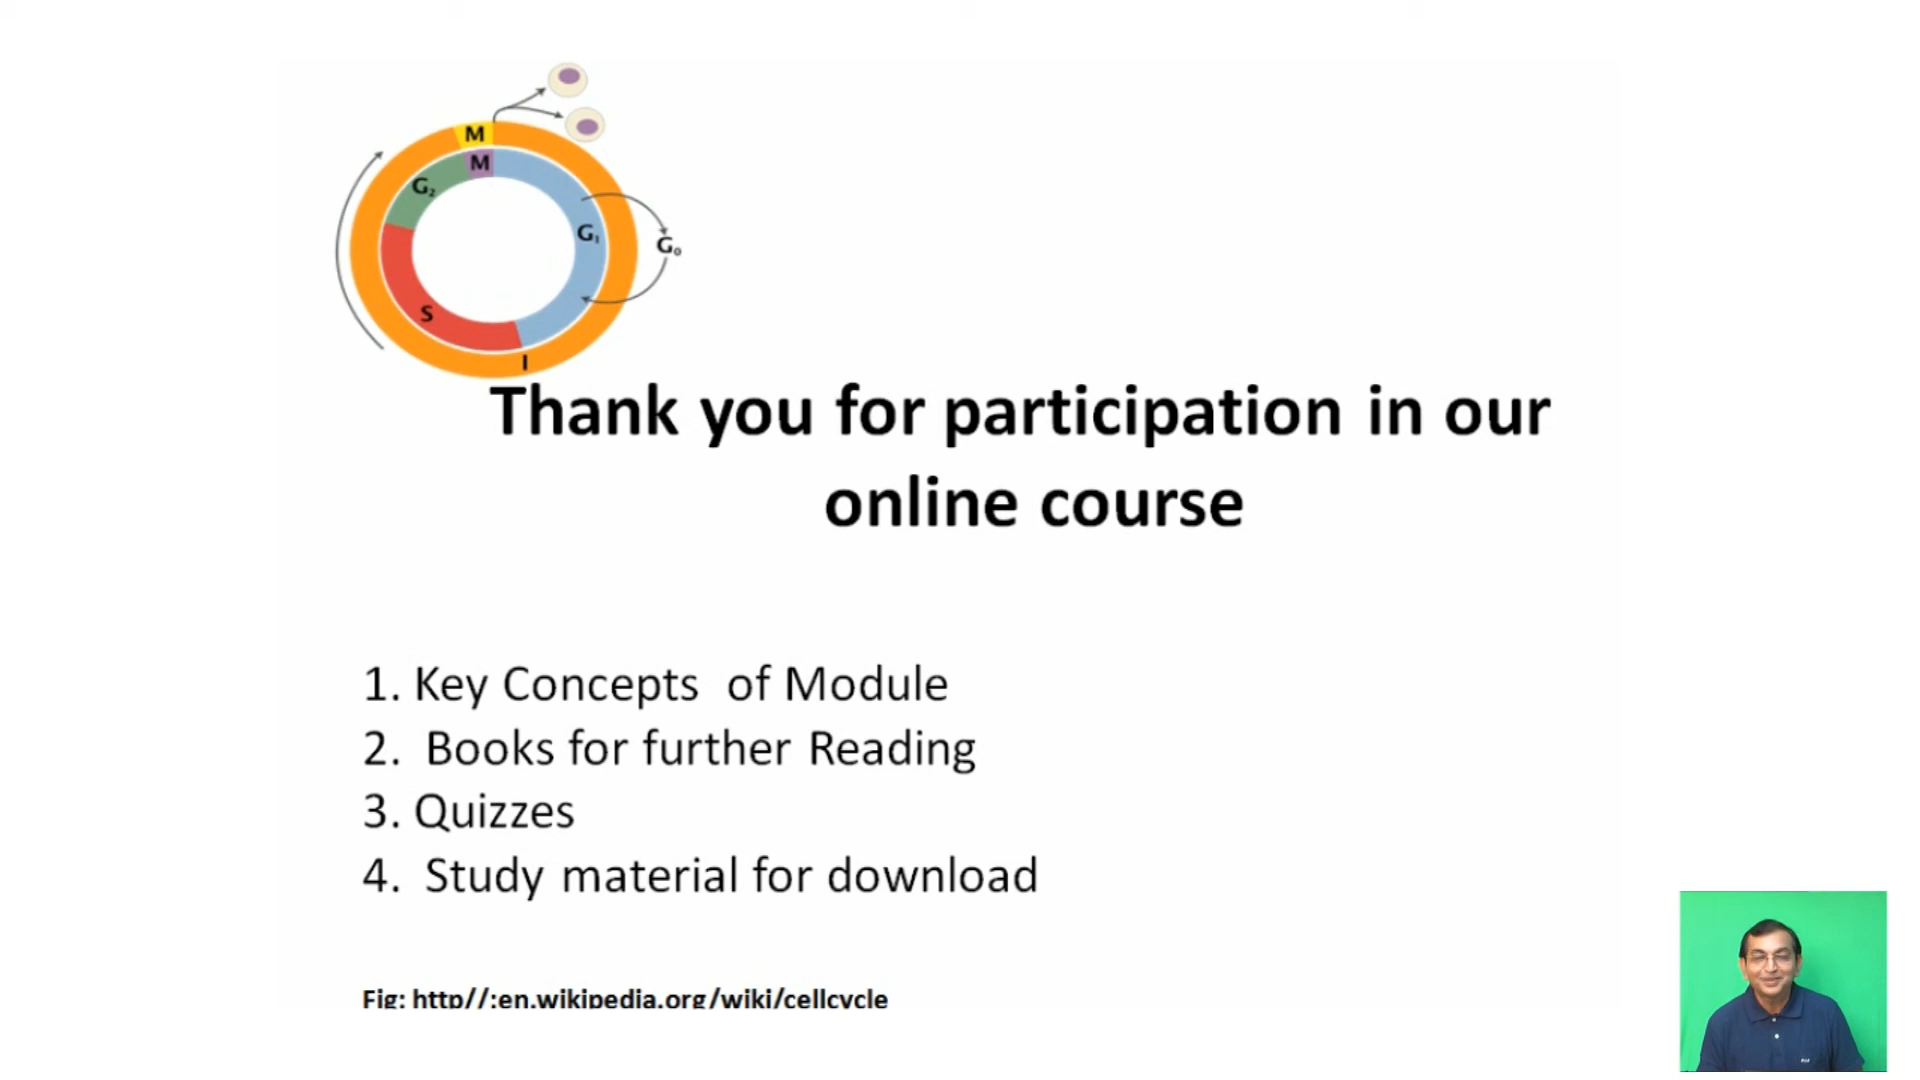 M
M
G₂
G₁
G₀
S
I
Thank you for participation in our
online course
1. Key Concepts of Module
2. Books for further Reading
3. Quizzes
4. Study material for download
Fig: http//:en.wikipedia.org/wiki/cellcycle